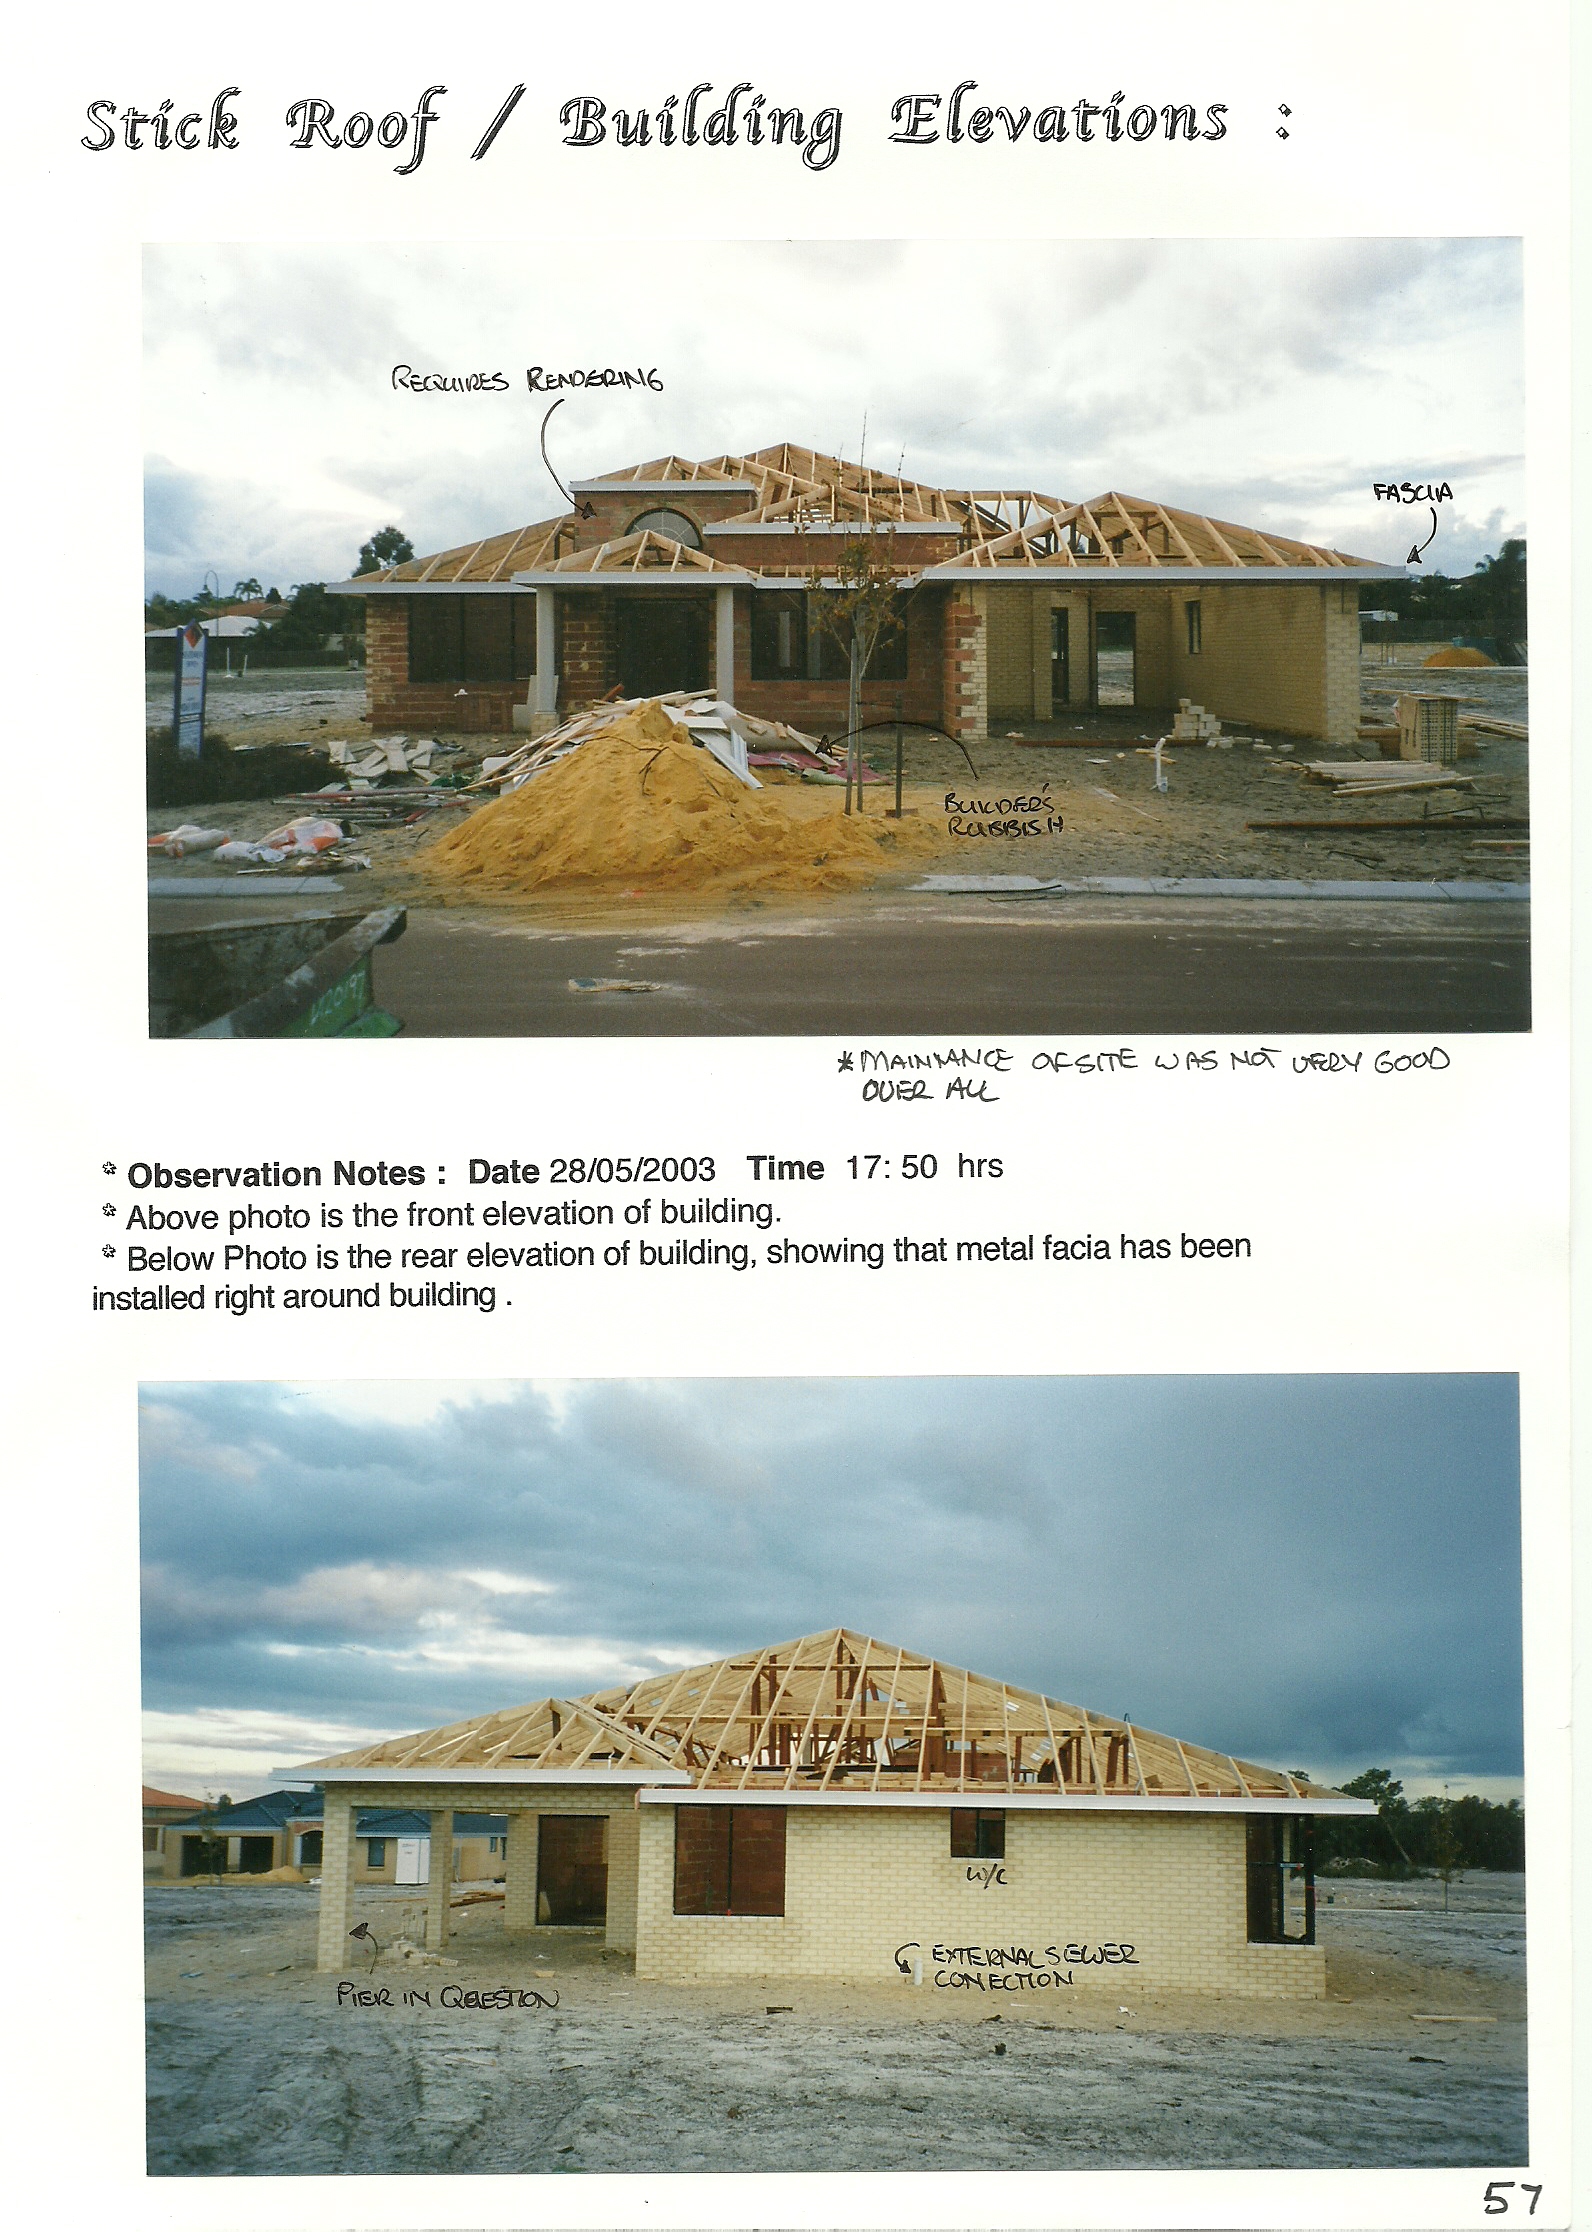 Stick Roof / Building Elevations :
REQUIRES RENDERING
FASCIA
BUILDER'S
RUBBISH
*MAINTANCE OF SITE WAS NOT VERY GOOD
OVER ALL
* Observation Notes : Date 28/05/2003 Time 17: 50 hrs
* Above photo is the front elevation of building.
* Below Photo is the rear elevation of building, showing that metal facia has been
installed right around building .
W/C
EXTERNAL SEWER
CONECTION
PIER IN QUESTION
57